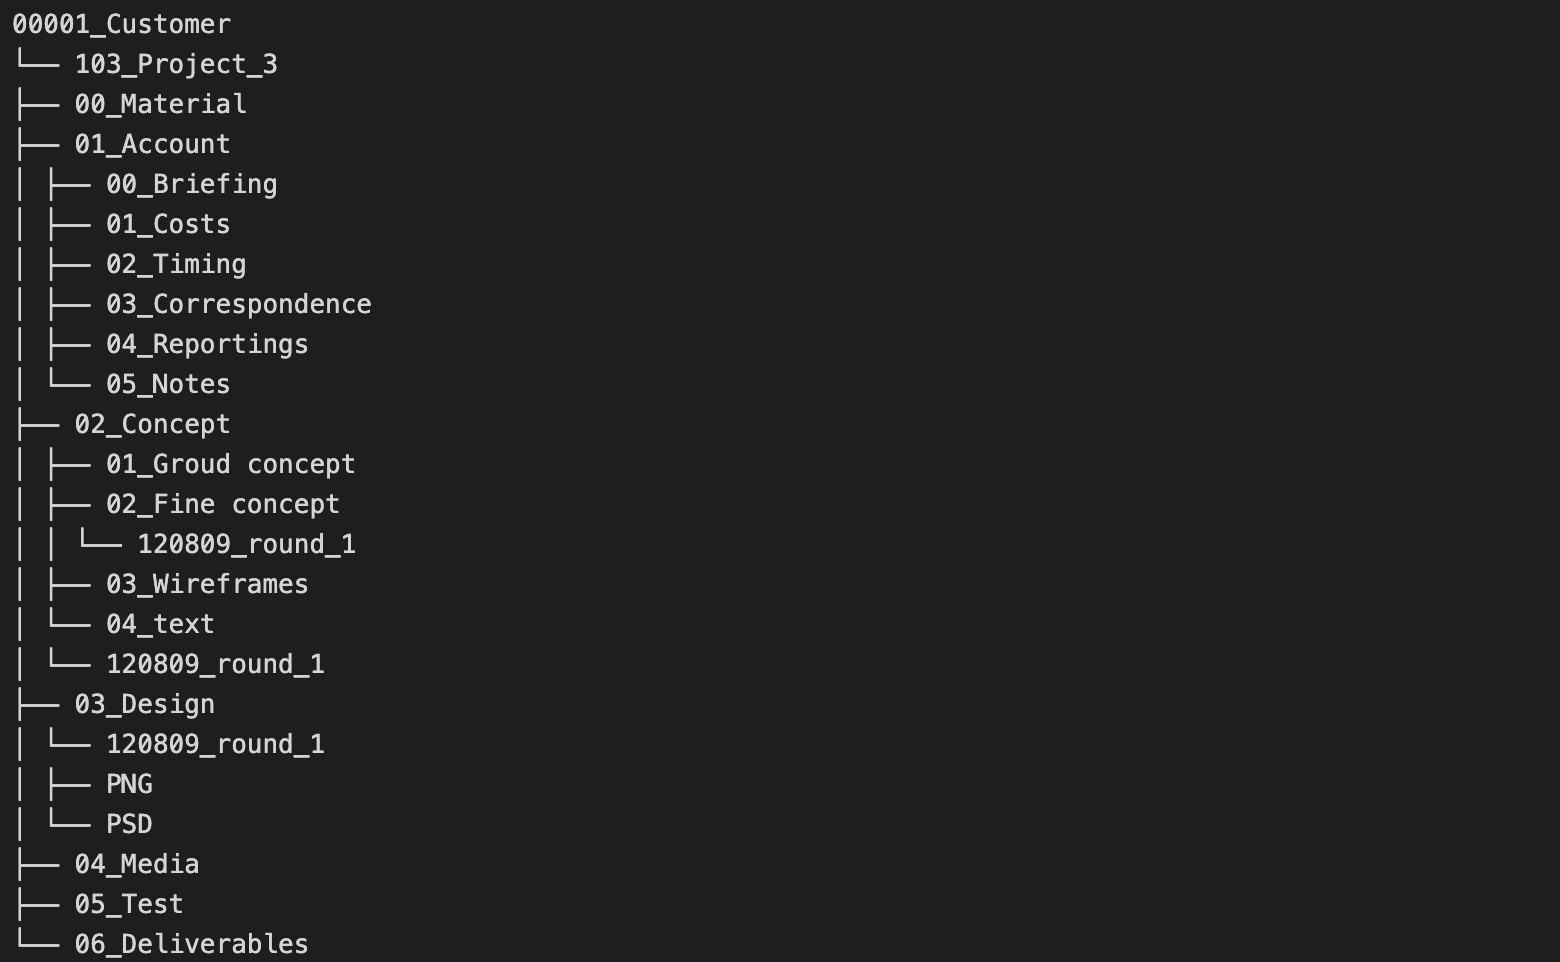 00001_Customer
└── 103_Project_3
├── 00_Material
├── 01_Account
│ ├── 00_Briefing
│ ├── 01_Costs
│ ├── 02_Timing
│ ├── 03_Correspondence
│ ├── 04_Reportings
│ └── 05_Notes
├── 02_Concept
│ ├── 01_Groud concept
│ ├── 02_Fine concept
│ │ └── 120809_round_1
│ ├── 03_Wireframes
│ └── 04_text
│ └── 120809_round_1
├── 03_Design
│ └── 120809_round_1
│ ├── PNG
│ └── PSD
├── 04_Media
├── 05_Test
└── 06_Deliverables